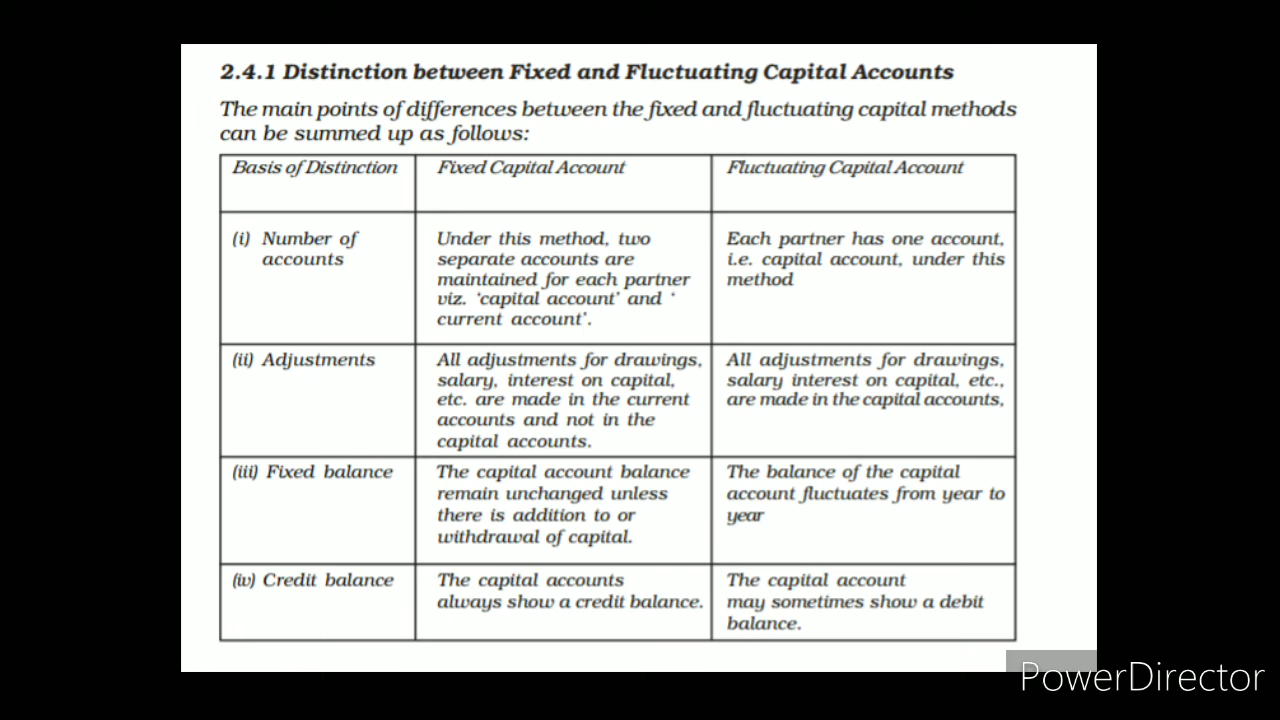 2.4.1 Distinction between Fixed and Fluctuating Capital Accounts
The main points of differences between the fixed and fluctuating capital methods
can be summed up as follows:
Basis of Distinction
Fixed Capital Account
Fluctuating Capital Account
(i) Number of
accounts
Under this method, two
separate accounts are
maintained for each partner
viz. ‘capital account’ and ‘
current account’.
Each partner has one account,
i.e. capital account, under this
method
(ii) Adjustments
All adjustments for drawings,
salary, interest on capital,
etc. are made in the current
accounts and not in the
capital accounts.
All adjustments for drawings,
salary interest on capital, etc.,
are made in the capital accounts,
(iii) Fixed balance
The capital account balance
remain unchanged unless
there is addition to or
withdrawal of capital.
The balance of the capital
account fluctuates from year to
year
(iv) Credit balance
The capital accounts
always show a credit balance.
The capital account
may sometimes show a debit
balance.
PowerDirector